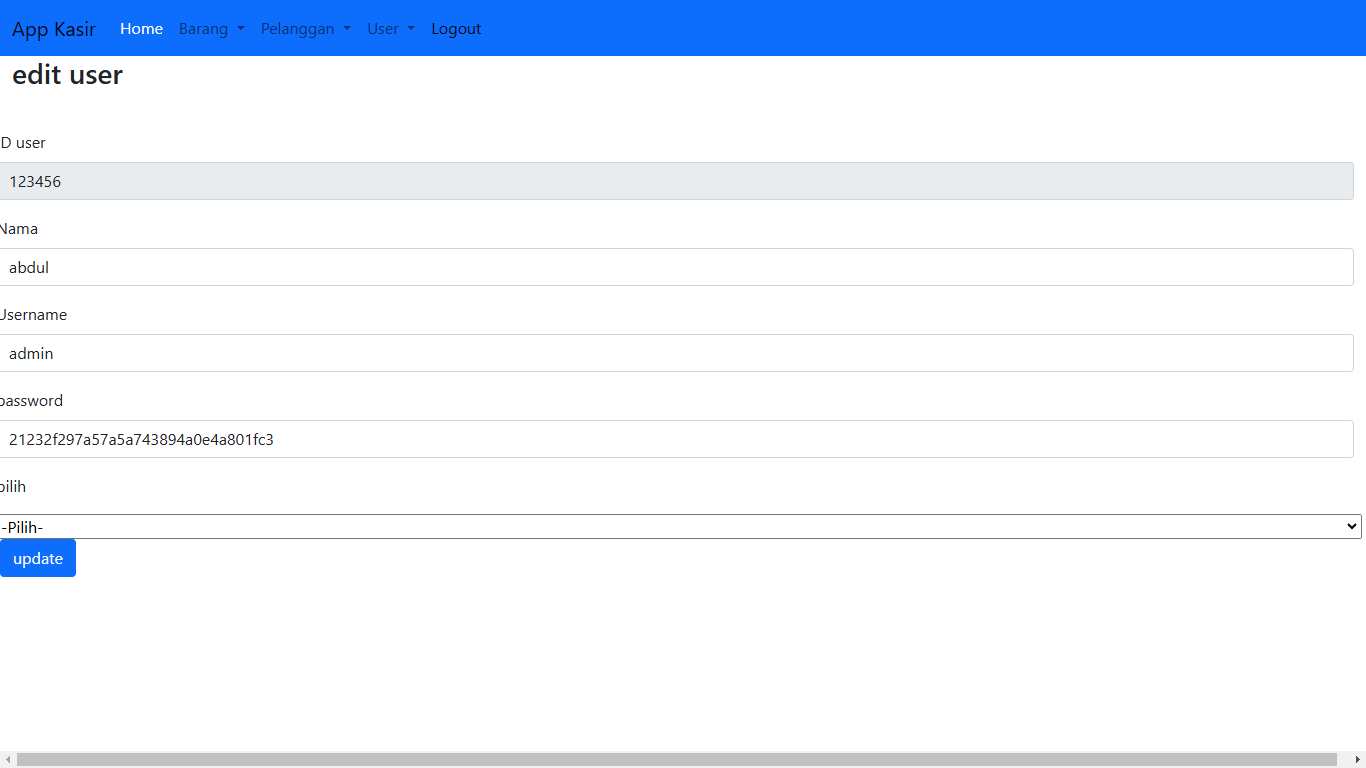 App Kasir Home Barang Pelanggan User Logout
edit user
ID user
123456
Nama
abdul
Username
admin
password
21232f297a57a5a743894a0e4a801fc3
pilih
-Pilih-
update